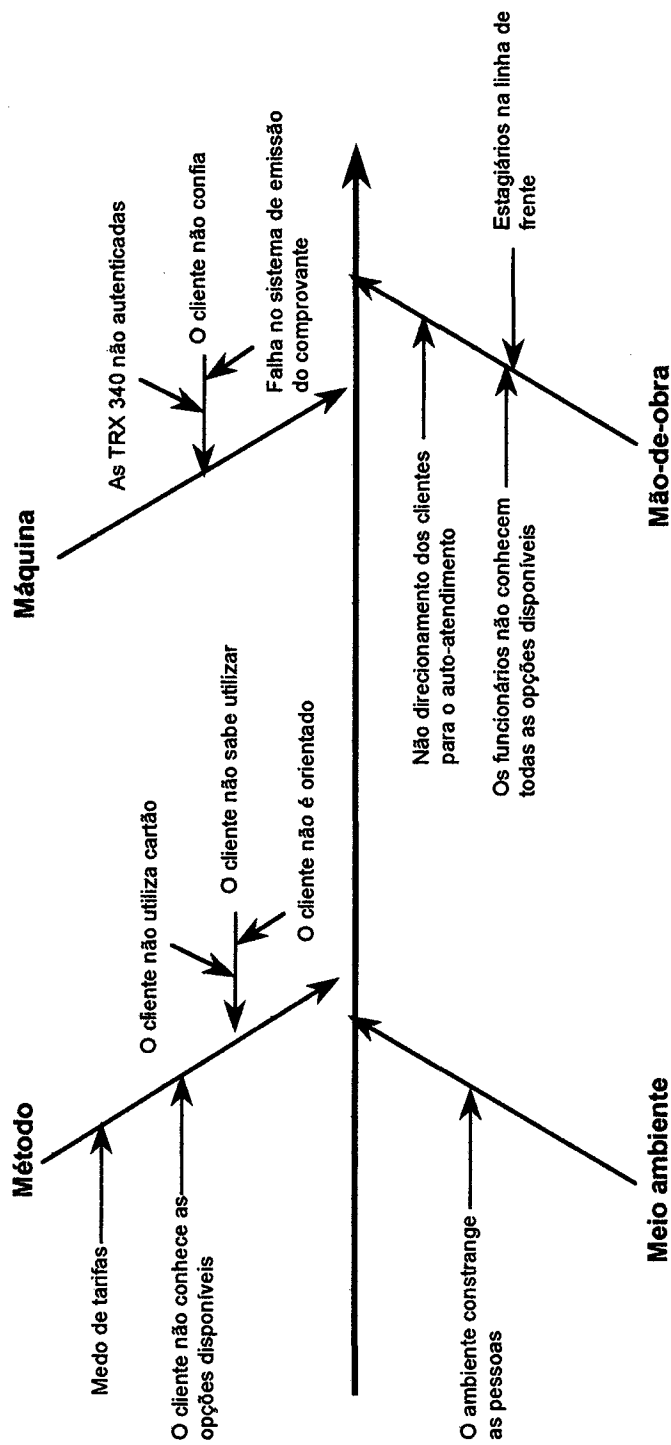 Método
Máquina
Medo de tarifas
O cliente não conhece as
opções disponíveis
O cliente não utiliza cartão
O cliente não sabe utilizar
O cliente não é orientado
As TRX 340 não autenticadas
O cliente não confia
Falha no sistema de emissão
do comprovante
O ambiente constrange
as pessoas
Não direcionamento dos clientes
para o auto-atendimento
Os funcionários não conhecem
todas as opções disponíveis
Estagiários na linha de
frente
Meio ambiente
Mão-de-obra